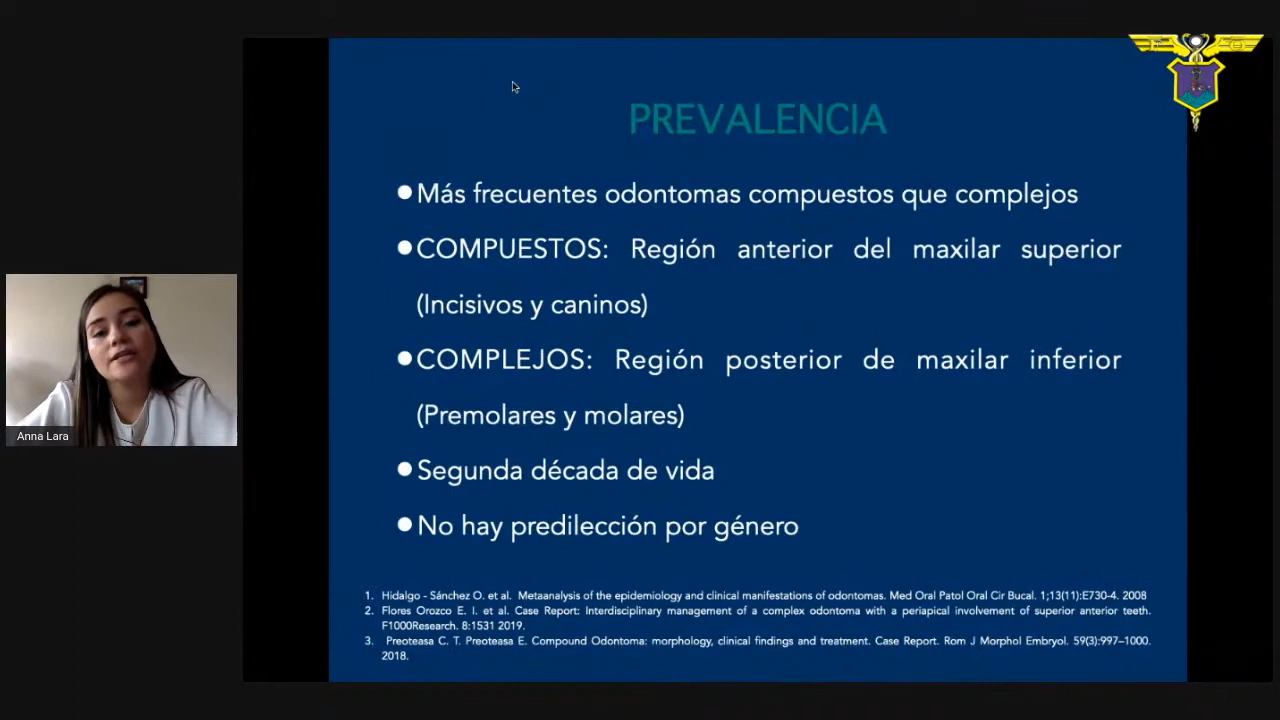 PREVALENCIA
●Más frecuentes odontomas compuestos que complejos
●COMPUESTOS: Región anterior del maxilar superior
(Incisivos y caninos)
●COMPLEJOS: Región posterior de maxilar inferior
(Premolares y molares)
●Segunda década de vida
●No hay predilección por género
Anna Lara
1. Hidalgo - Sánchez O. et al. Metaanalysis of the epidemiology and clinical manifestations of odontomas. Med Oral Patol Oral Cir Bucal. 1;13(11):E730-4. 2008
2. Flores Orozco E. I. et al. Case Report: Interdisciplinary management of a complex odontoma with a periapical involvement of superior anterior teeth.
F1000Research. 8:1531 2019.
3. Preoteasa C. T. Preoteasa E. Compound Odontoma: morphology, clinical findings and treatment. Case Report. Rom J Morphol Embryol. 59(3):997–1000.
2018.